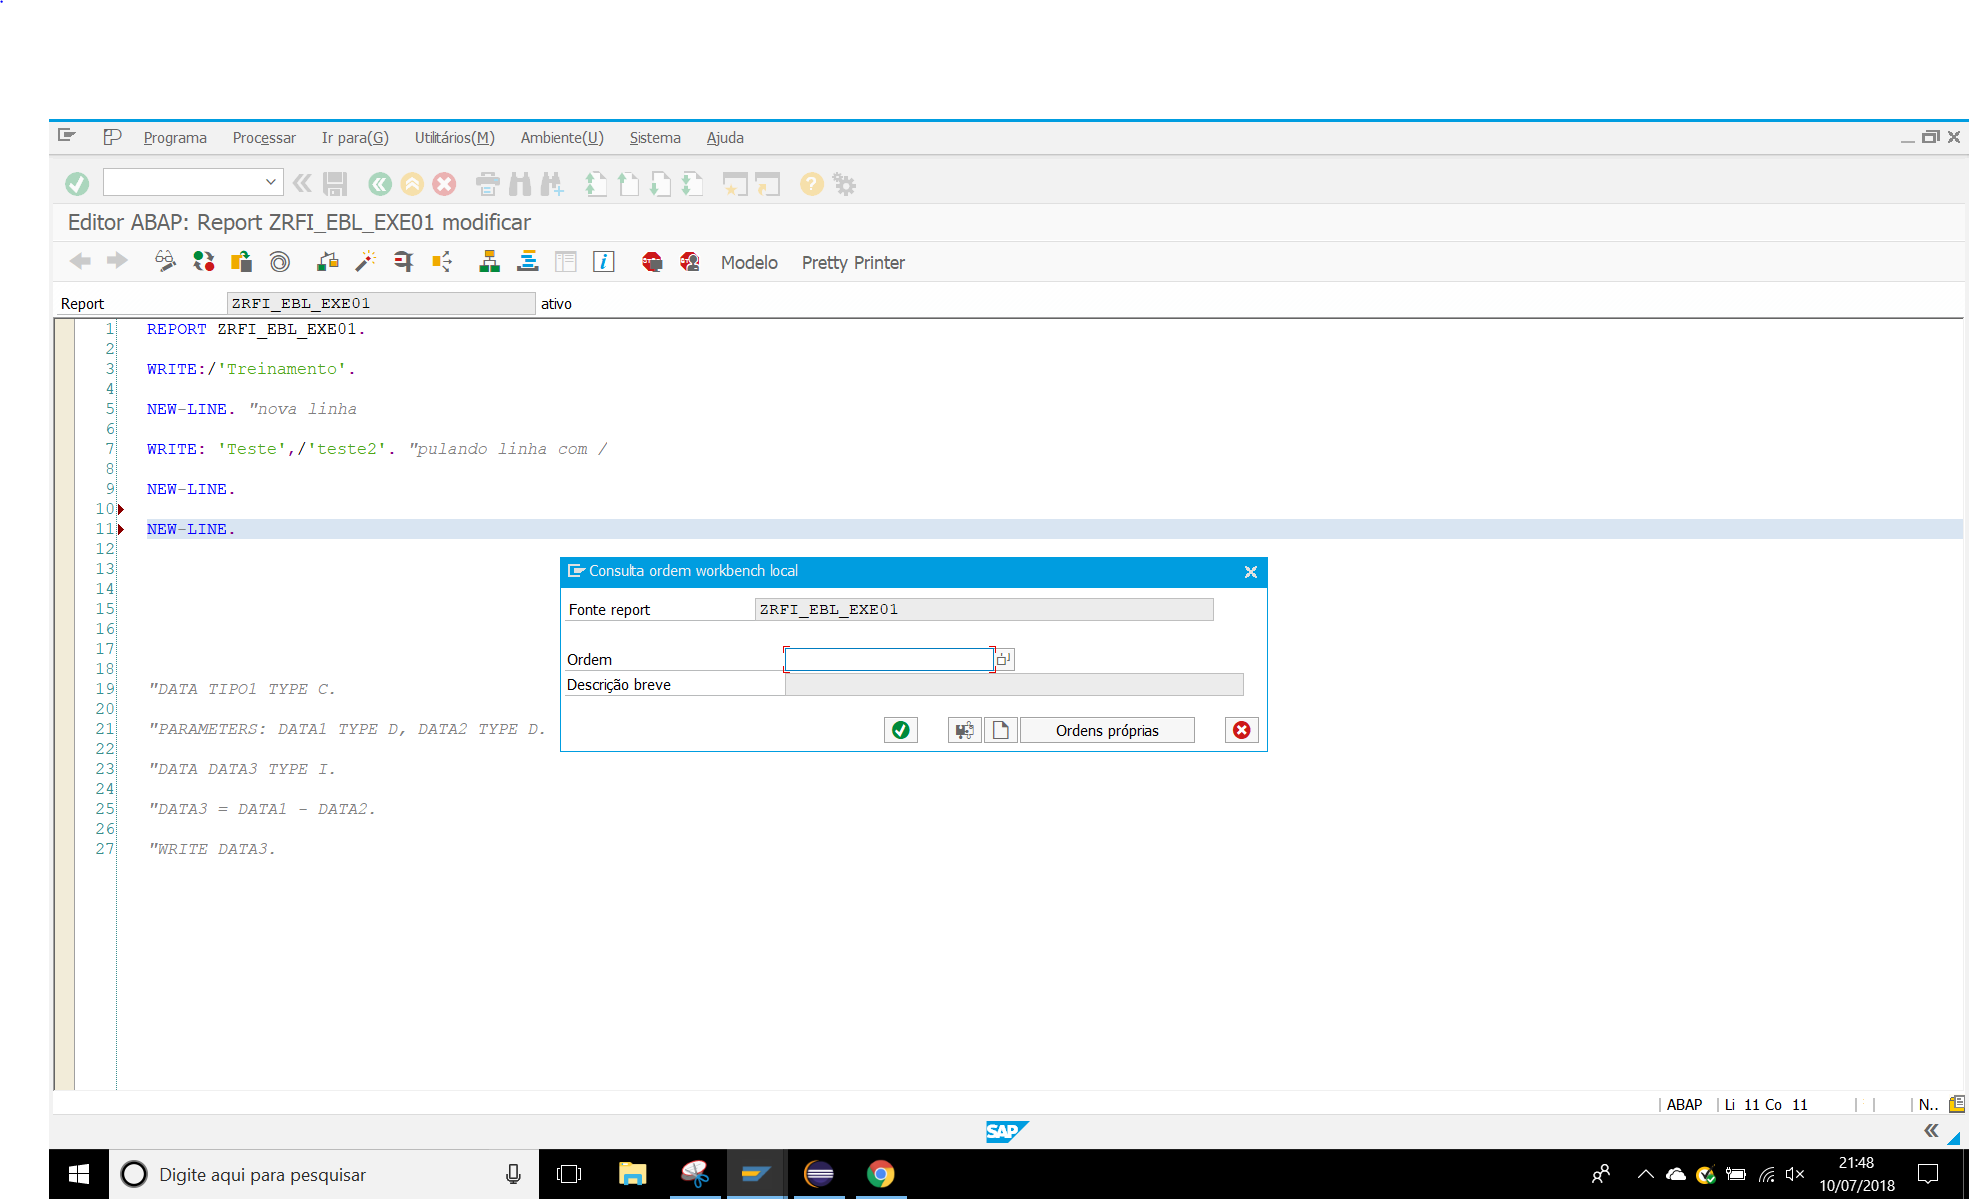 Programa Processar Ir para(G) Utilitários(M) Ambiente(U) Sistema Ajuda
Editor ABAP: Report ZRFI_EBL_EXE01 modificar
Modelo Pretty Printer
Report ZRFI_EBL_EXE01 ativo
1 REPORT ZRFI_EBL_EXE01.
2
3 WRITE:/'Treinamento'.
4
5 NEW-LINE. "nova linha
6
7 WRITE: 'Teste',/'teste2'. "pulando linha com /
8
9 NEW-LINE.
10
11 NEW-LINE.
12
13
14
15
16
17
18
19 "DATA TIPO1 TYPE C.
20
21 "PARAMETERS: DATA1 TYPE D, DATA2 TYPE D.
22
23 "DATA DATA3 TYPE I.
24
25 "DATA3 = DATA1 - DATA2.
26
27 "WRITE DATA3.
Consulta ordem workbench local
Fonte report ZRFI_EBL_EXE01
Ordem
Descrição breve
Ordens próprias
ABAP Li 11 Co 11 N..
SAP
Digite aqui para pesquisar
21:48
10/07/2018